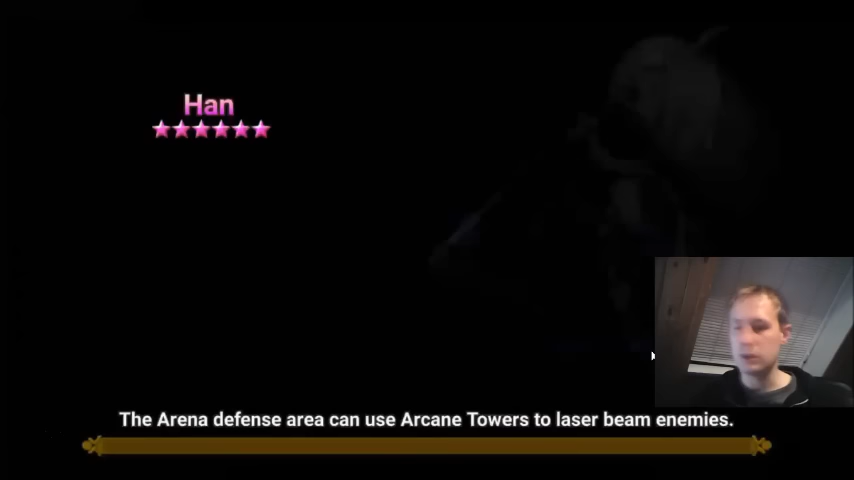 Han
The Arena defense area can use Arcane Towers to laser beam enemies.